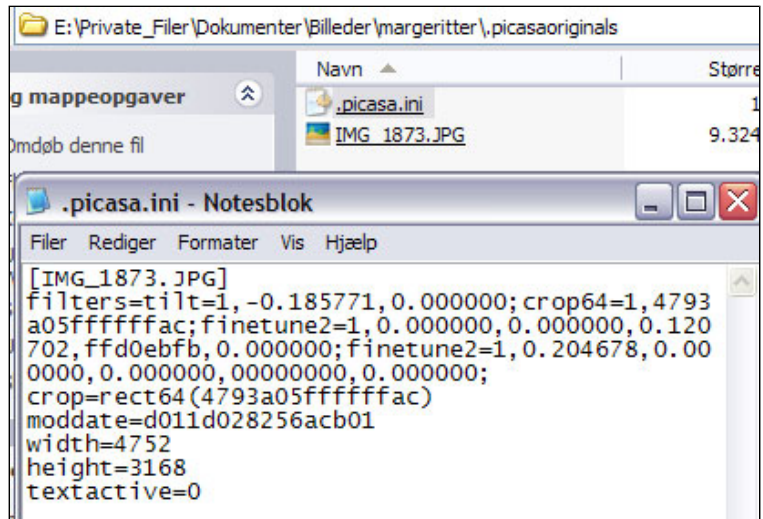 E:\Private_Filer\Dokumenter\Billeder\margeritter\.picasaoriginals
Navn
Større
g mappeopgaver
.picasa.ini
1
Omdøb denne fil
IMG_1873.JPG
9.324
.picasa.ini - Notesblok
Filer Rediger Formater Vis Hjælp
[IMG_1873.JPG]
filters=tilt=1,-0.185771,0.000000;crop64=1,4793
a05ffffffac;finetune2=1,0.000000,0.000000,0.120
702,ffd0ebfb,0.000000;finetune2=1,0.204678,0.00
0000,0.000000,00000000,0.000000;
crop=rect64(4793a05ffffffac)
moddate=d011d028256acb01
width=4752
height=3168
textactive=0